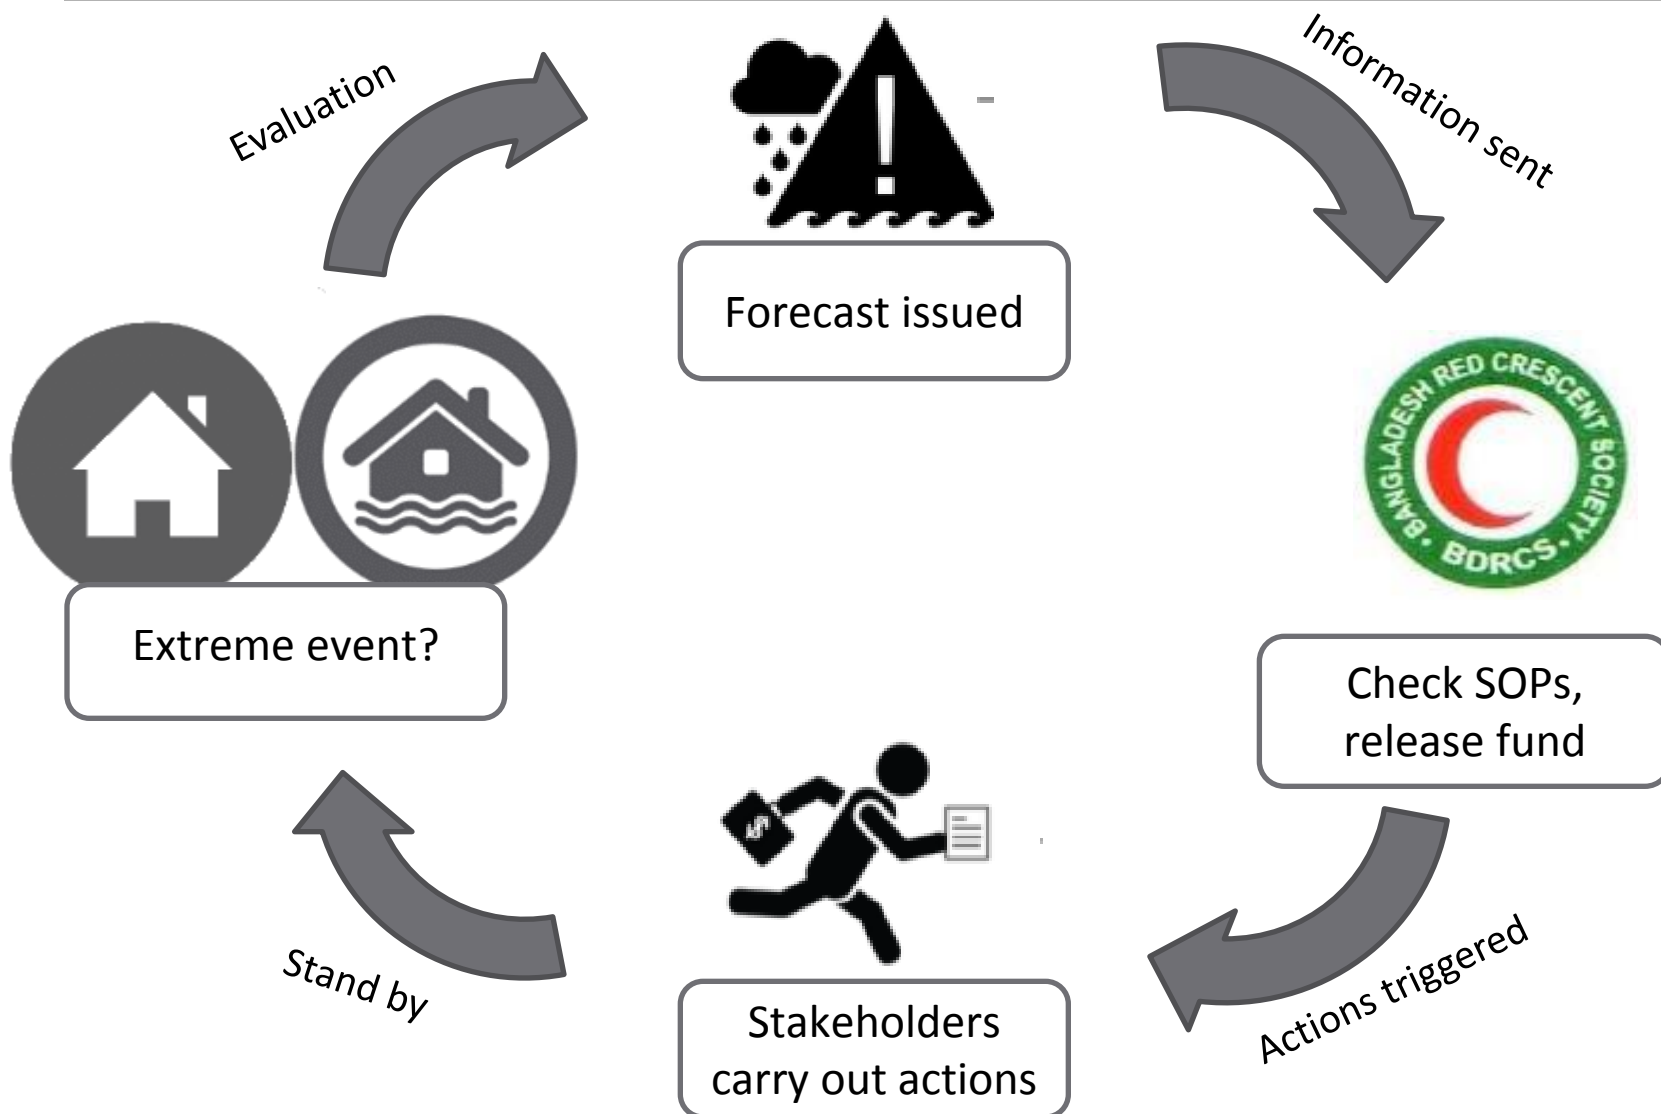 Evaluation
Information sent
!
Forecast issued
BANGLADESH RED CRESCENT SOCIETY
BDRCS
Extreme event?
Check SOPs,
release fund
$
Stand by
Actions triggered
Stakeholders
carry out actions